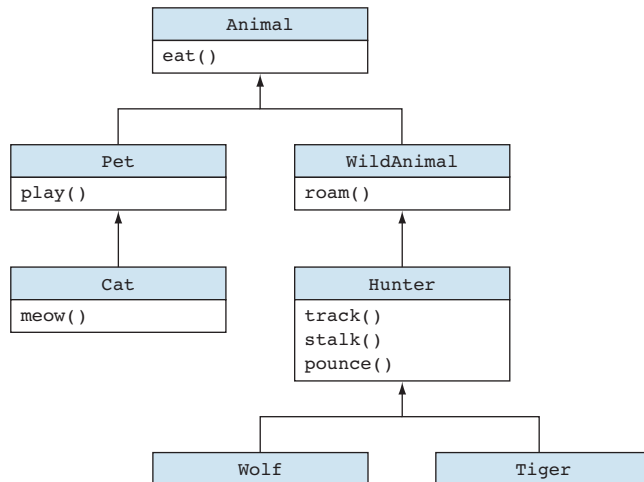 Animal
eat()
Pet
play()
WildAnimal
roam()
Cat
meow()
Hunter
track()
stalk()
pounce()
Wolf
Tiger